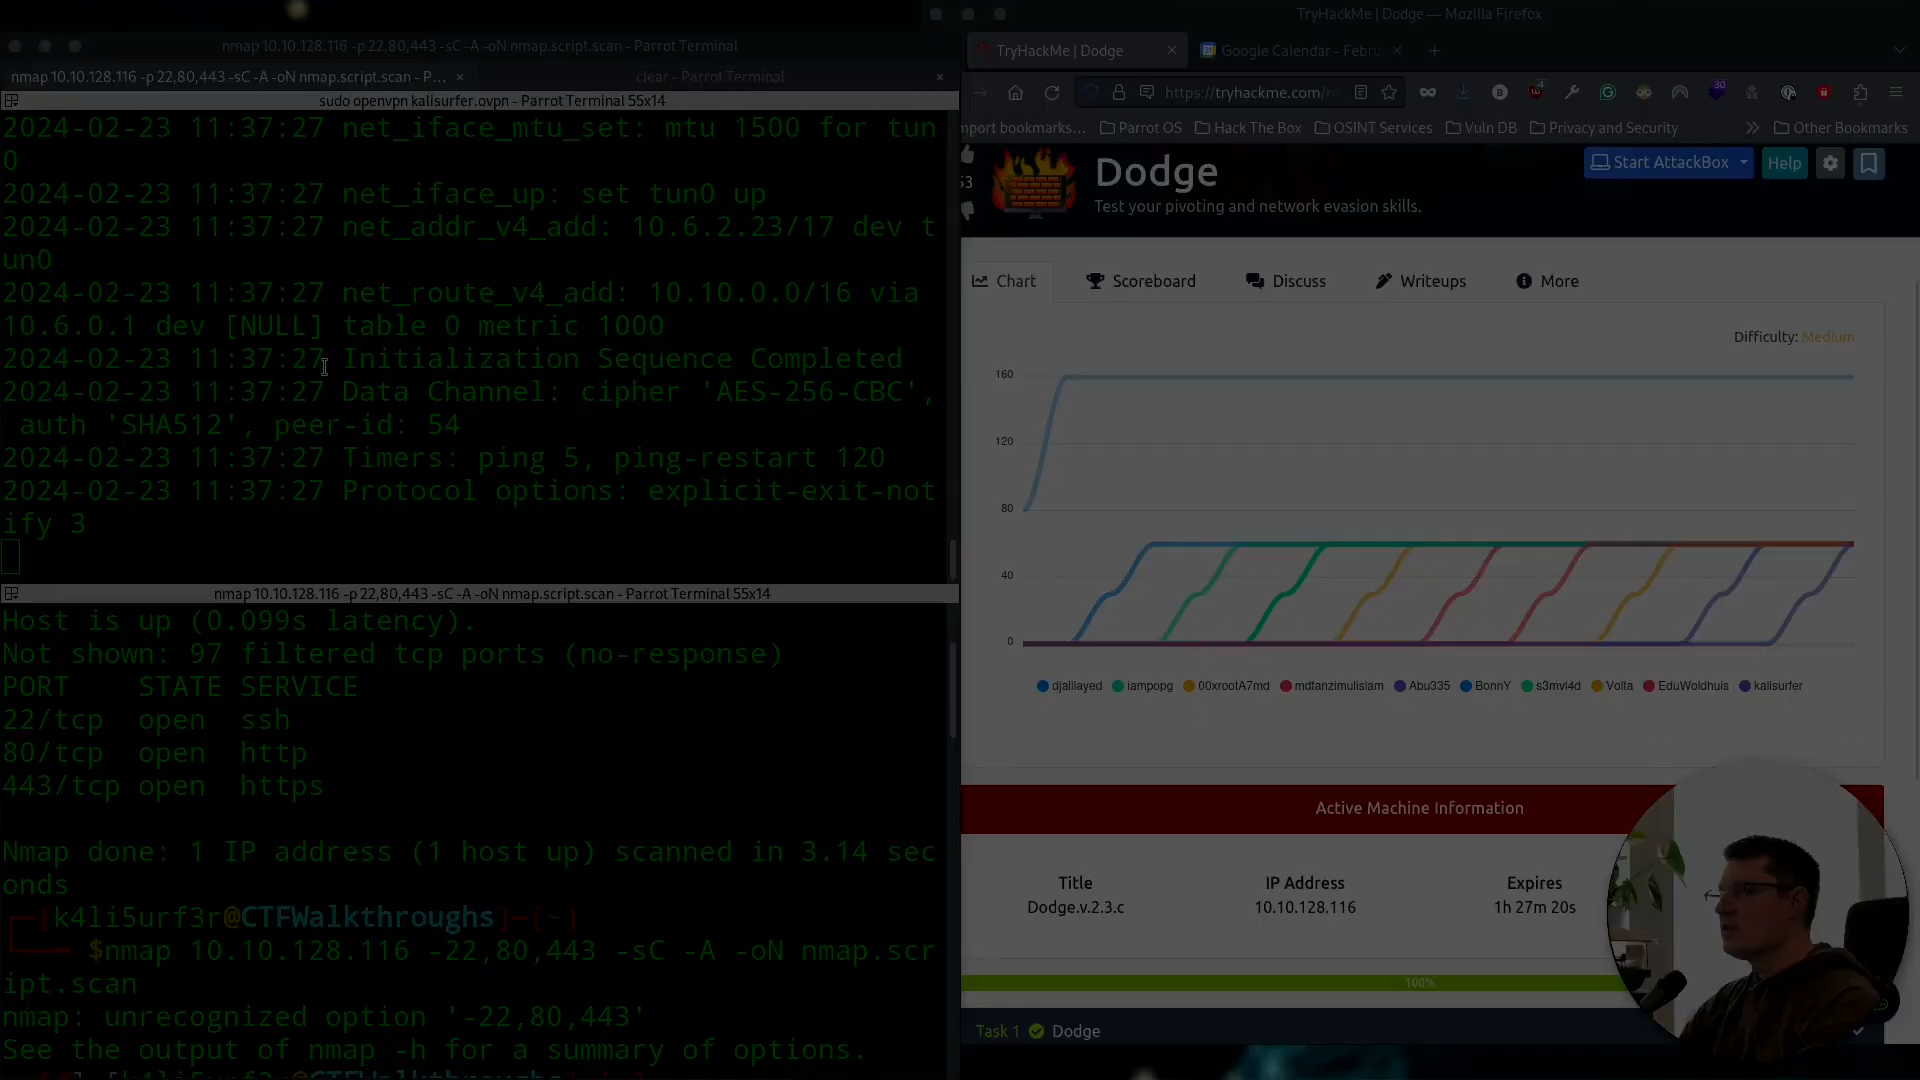 TryHackMe | Dodge — Mozilla Firefox
nmap 10.10.128.116 -p 22,80,443 -sC -A -oN nmap.script.scan - Parrot Terminal
nmap 10.10.128.116 -p 22,80,443 -sC -A -oN nmap.script.scan - P... ×
clear - Parrot Terminal ×
sudo openvpn kalisurfer.ovpn - Parrot Terminal 55x14
2024-02-23 11:37:27 net_iface_mtu_set: mtu 1500 for tun
0
2024-02-23 11:37:27 net_iface_up: set tun0 up
2024-02-23 11:37:27 net_addr_v4_add: 10.6.2.23/17 dev t
un0
2024-02-23 11:37:27 net_route_v4_add: 10.10.0.0/16 via
10.6.0.1 dev [NULL] table 0 metric 1000
2024-02-23 11:37:27 Initialization Sequence Completed
2024-02-23 11:37:27 Data Channel: cipher 'AES-256-CBC',
auth 'SHA512', peer-id: 54
2024-02-23 11:37:27 Timers: ping 5, ping-restart 120
2024-02-23 11:37:27 Protocol options: explicit-exit-not
ify 3
nmap 10.10.128.116 -p 22,80,443 -sC -A -oN nmap.script.scan - Parrot Terminal 55x14
Host is up (0.099s latency).
Not shown: 97 filtered tcp ports (no-response)
PORT STATE SERVICE
22/tcp open ssh
80/tcp open http
443/tcp open https
Nmap done: 1 IP address (1 host up) scanned in 3.14 sec
onds
[k4li5urf3r@CTFWalkthroughs]-[~]
$nmap 10.10.128.116 -22,80,443 -sC -A -oN nmap.scr
ipt.scan
nmap: unrecognized option '-22,80,443'
See the output of nmap -h for a summary of options.
[k4li5urf3r@CTFWalkthroughs]
TryHackMe | Dodge ×
Google Calendar - Febru ×
https://tryhackme.com/
4
30
mport bookmarks...
Parrot OS
Hack The Box
OSINT Services
Vuln DB
Privacy and Security
Other Bookmarks
53
Dodge
Test your pivoting and network evasion skills.
Start AttackBox
Help
Chart
Scoreboard
Discuss
Writeups
More
Difficulty: Medium
160
120
80
40
0
iampopg
00xrootA7md
mdtanzimulislam
Abu335
BonnY
s3mvl4d
Volta
EduWoldhuis
kalisurfer
Active Machine Information
Title
IP Address
Expires
Dodge.v.2.3.c
10.10.128.116
1h 27m 20s
100%
Task 1
Dodge